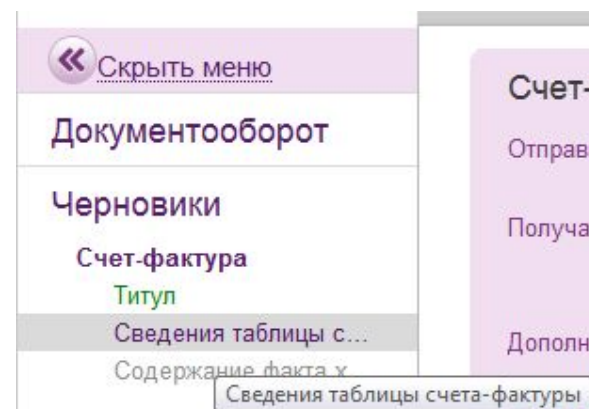 Скрыть меню
Документооборот
Черновики
Счет-фактура
Титул
Сведения таблицы с...
Содержание факта х
Сведения таблицы счета-фактуры
Счет-
Отправ
Получа
Дополн